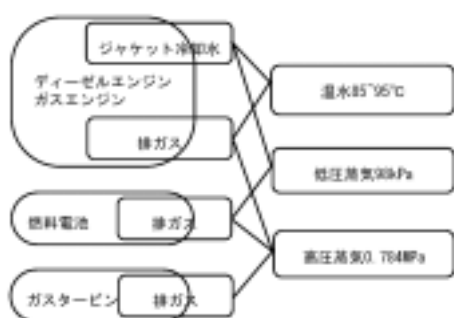 ジャケット冷却水
ディーゼルエンジン
ガスエンジン
排ガス
燃料電池
排ガス
ガスタービン
排ガス
温水85~95℃
低圧蒸気98kPa
高圧蒸気0.784MPa